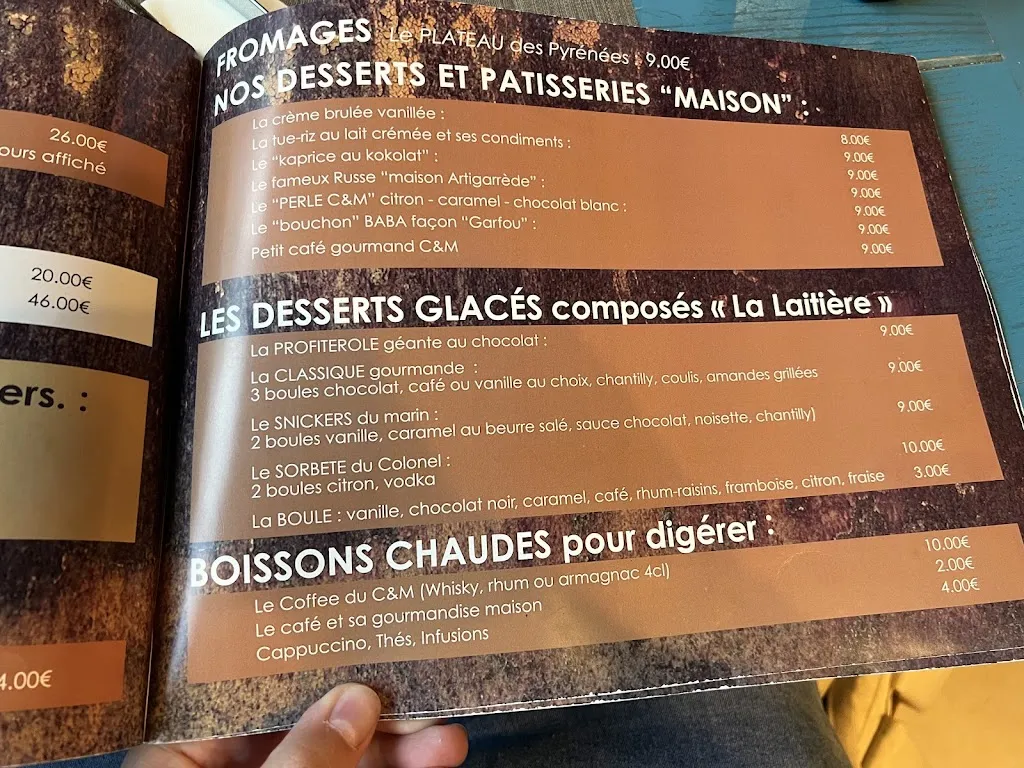 26.00€
ours affiché
20.00€
46.00€
ers. :
4.00€
FROMAGES Le PLATEAU des Pyrénées : 9.00€
NOS DESSERTS ET PATISSERIES “MAISON” :
La crème brulée vanillée : 8.00€
La tue-riz au lait crémée et ses condiments : 9.00€
Le “kaprice au kokolat” : 9.00€
Le fameux Russe “maison Artigarrède” : 9.00€
Le “PERLE C&M” citron - caramel - chocolat blanc : 9.00€
Le “bouchon” BABA façon “Garfou” : 9.00€
Petit café gourmand C&M 9.00€
LES DESSERTS GLACÉS composés « La Laitière »
La PROFITEROLE géante au chocolat : 9.00€
La CLASSIQUE gourmande : 9.00€
3 boules chocolat, café ou vanille au choix, chantilly, coulis, amandes grillées
Le SNICKERS du marin : 9.00€
2 boules vanille, caramel au beurre salé, sauce chocolat, noisette, chantilly)
Le SORBETE du Colonel : 10.00€
2 boules citron, vodka
La BOULE : vanille, chocolat noir, caramel, café, rhum-raisins, framboise, citron, fraise 3.00€
BOISSONS CHAUDES pour digérer :
Le Coffee du C&M (Whisky, rhum ou armagnac 4cl) 10.00€
Le café et sa gourmandise maison 2.00€
Cappuccino, Thés, Infusions 4.00€